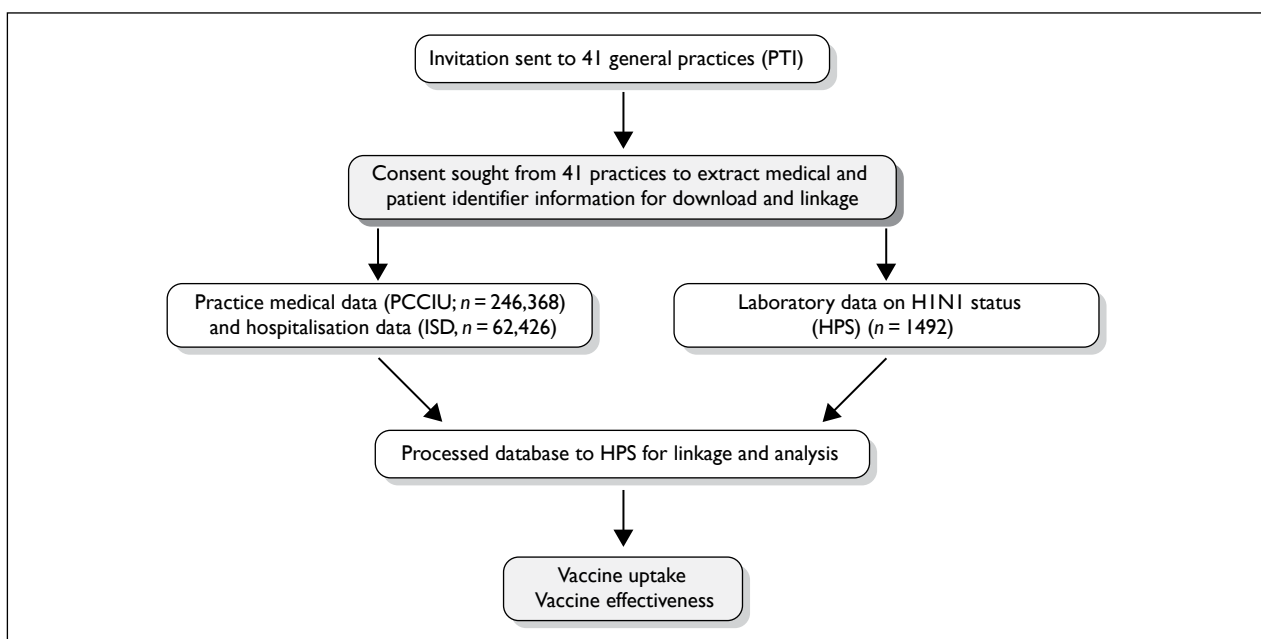 Invitation sent to 41 general practices (PTI)
Consent sought from 41 practices to extract medical and
patient identifier information for download and linkage
Practice medical data (PCCIU; n = 246,368)
and hospitalisation data (ISD, n = 62,426)
Laboratory data on H1N1 status
(HPS) (n = 1492)
Processed database to HPS for linkage and analysis
Vaccine uptake
Vaccine effectiveness